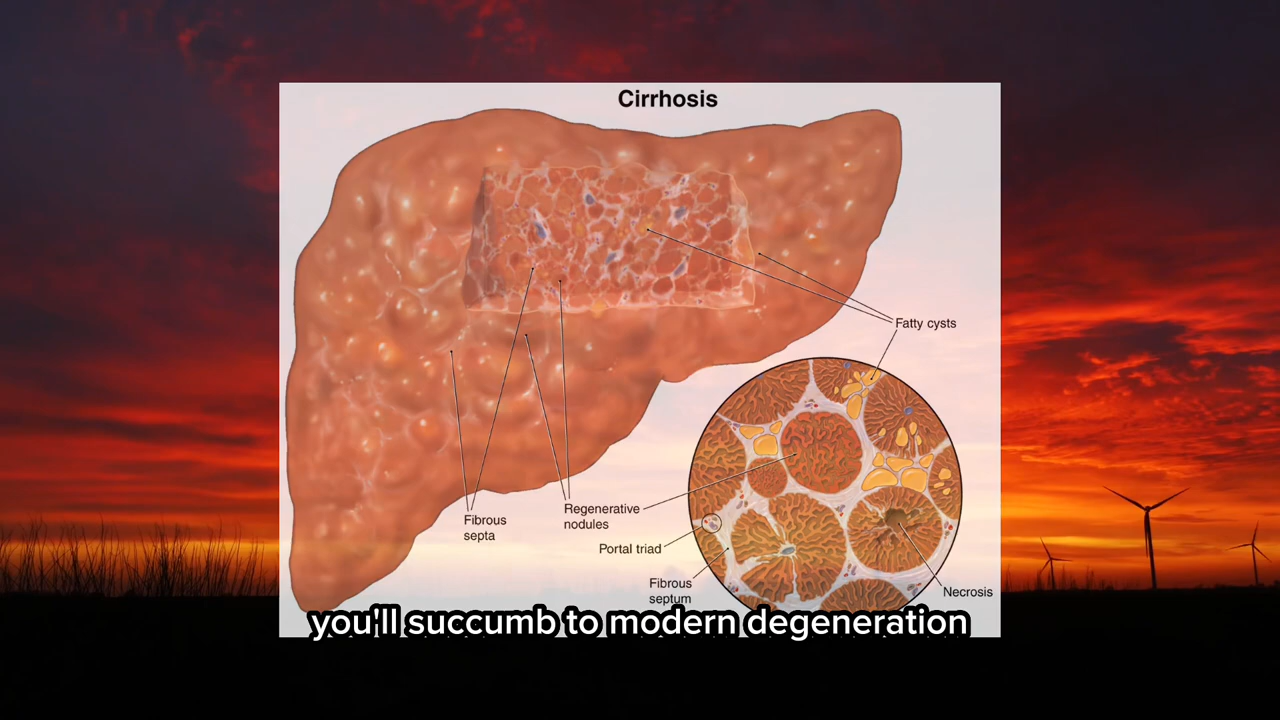 Cirrhosis
Fatty cysts
Fibrous
septa
Regenerative
nodules
Portal triad
Fibrous
septum
Necrosis
you'll succumb to modern degeneration